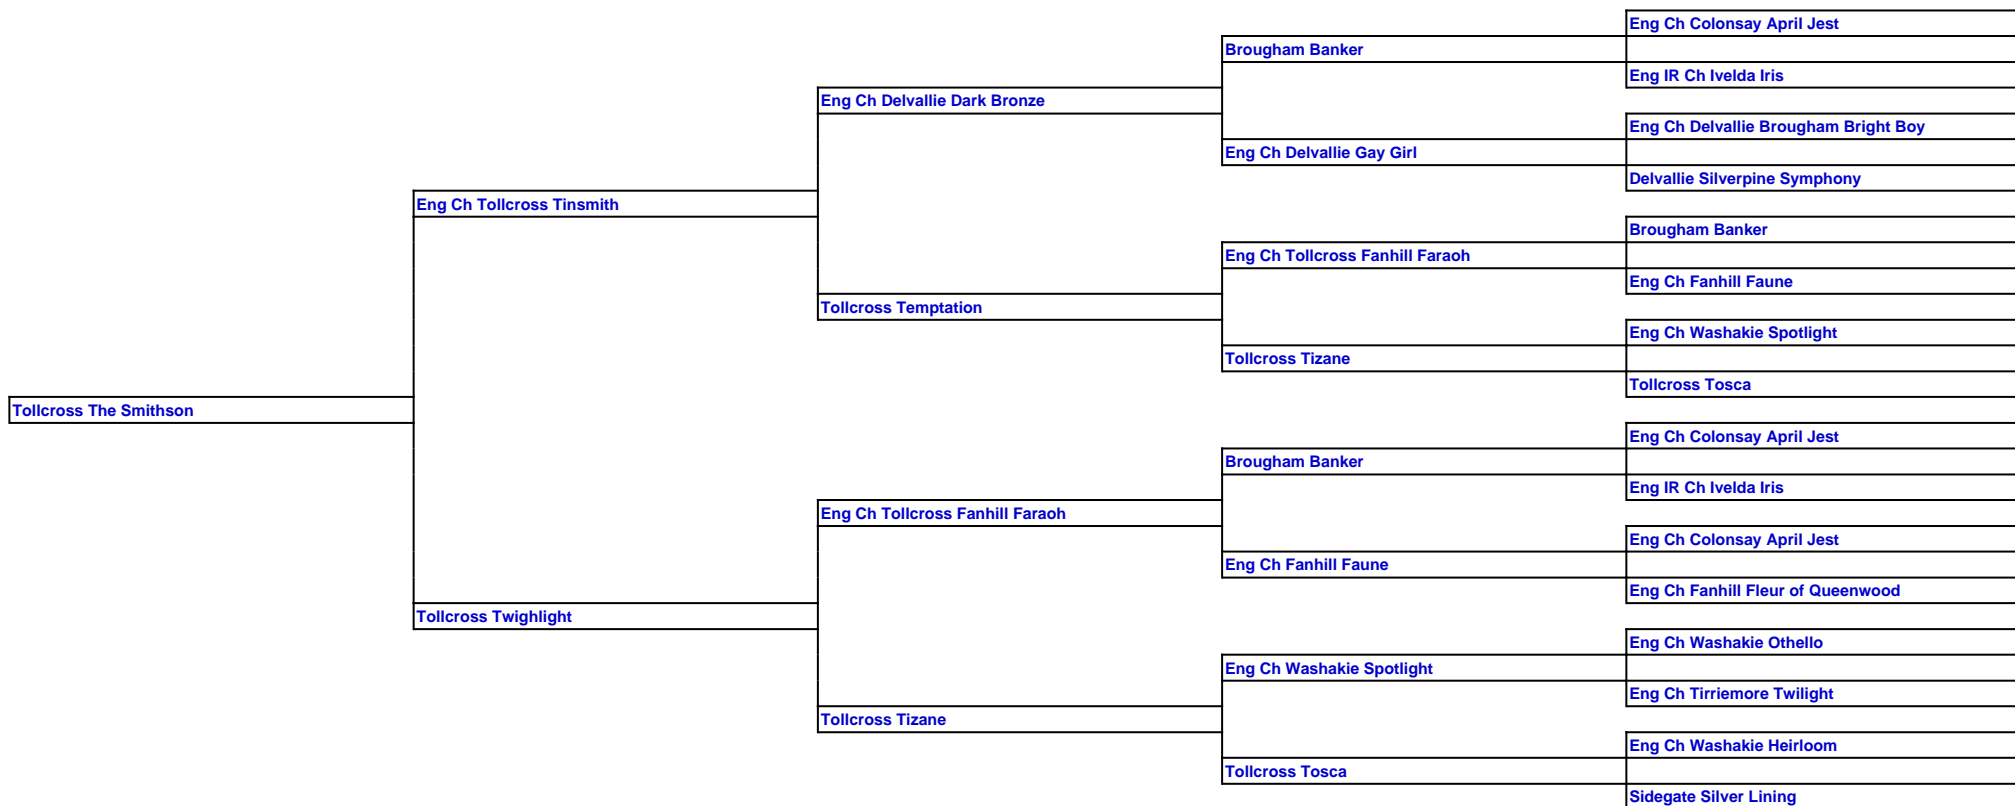 Eng Ch Colonsay April Jest
Brougham Banker
Eng IR Ch Ivelda Iris
Eng Ch Delvallie Dark Bronze
Eng Ch Delvallie Brougham Bright Boy
Eng Ch Delvallie Gay Girl
Delvallie Silverpine Symphony
Eng Ch Tollcross Tinsmith
Brougham Banker
Eng Ch Tollcross Fanhill Faraoh
Eng Ch Fanhill Faune
Tollcross Temptation
Eng Ch Washakie Spotlight
Tollcross Tizane
Tollcross Tosca
Tollcross The Smithson
Eng Ch Colonsay April Jest
Brougham Banker
Eng IR Ch Ivelda Iris
Eng Ch Tollcross Fanhill Faraoh
Eng Ch Colonsay April Jest
Eng Ch Fanhill Faune
Eng Ch Fanhill Fleur of Queenwood
Tollcross Twighlight
Eng Ch Washakie Othello
Eng Ch Washakie Spotlight
Eng Ch Tirriemore Twilight
Tollcross Tizane
Eng Ch Washakie Heirloom
Tollcross Tosca
Sidegate Silver Lining